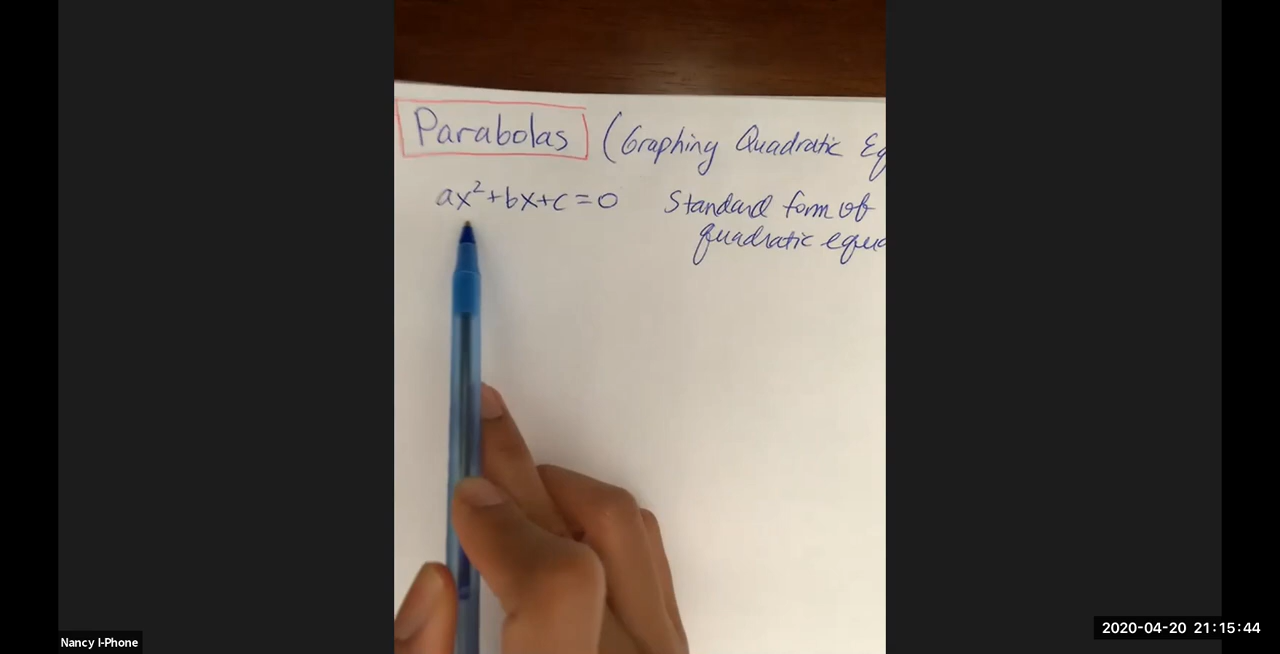 Parabolas (Graphing Quadratic
ax²+bx+c=0 Standard form of
quadratic
Nancy I-Phone
2020-04-20 21:15:44